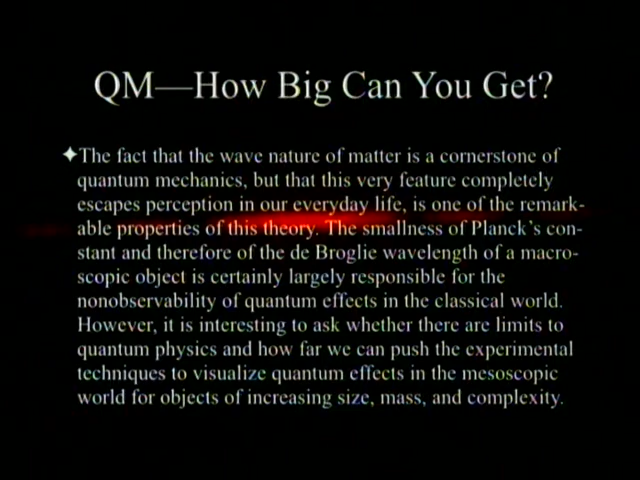 QM—How Big Can You Get?
✦The fact that the wave nature of matter is a cornerstone of
quantum mechanics, but that this very feature completely
escapes perception in our everyday life, is one of the remark-
able properties of this theory. The smallness of Planck's con-
stant and therefore of the de Broglie wavelength of a macro-
scopic object is certainly largely responsible for the
nonobservability of quantum effects in the classical world.
However, it is interesting to ask whether there are limits to
quantum physics and how far we can push the experimental
techniques to visualize quantum effects in the mesoscopic
world for objects of increasing size, mass, and complexity.